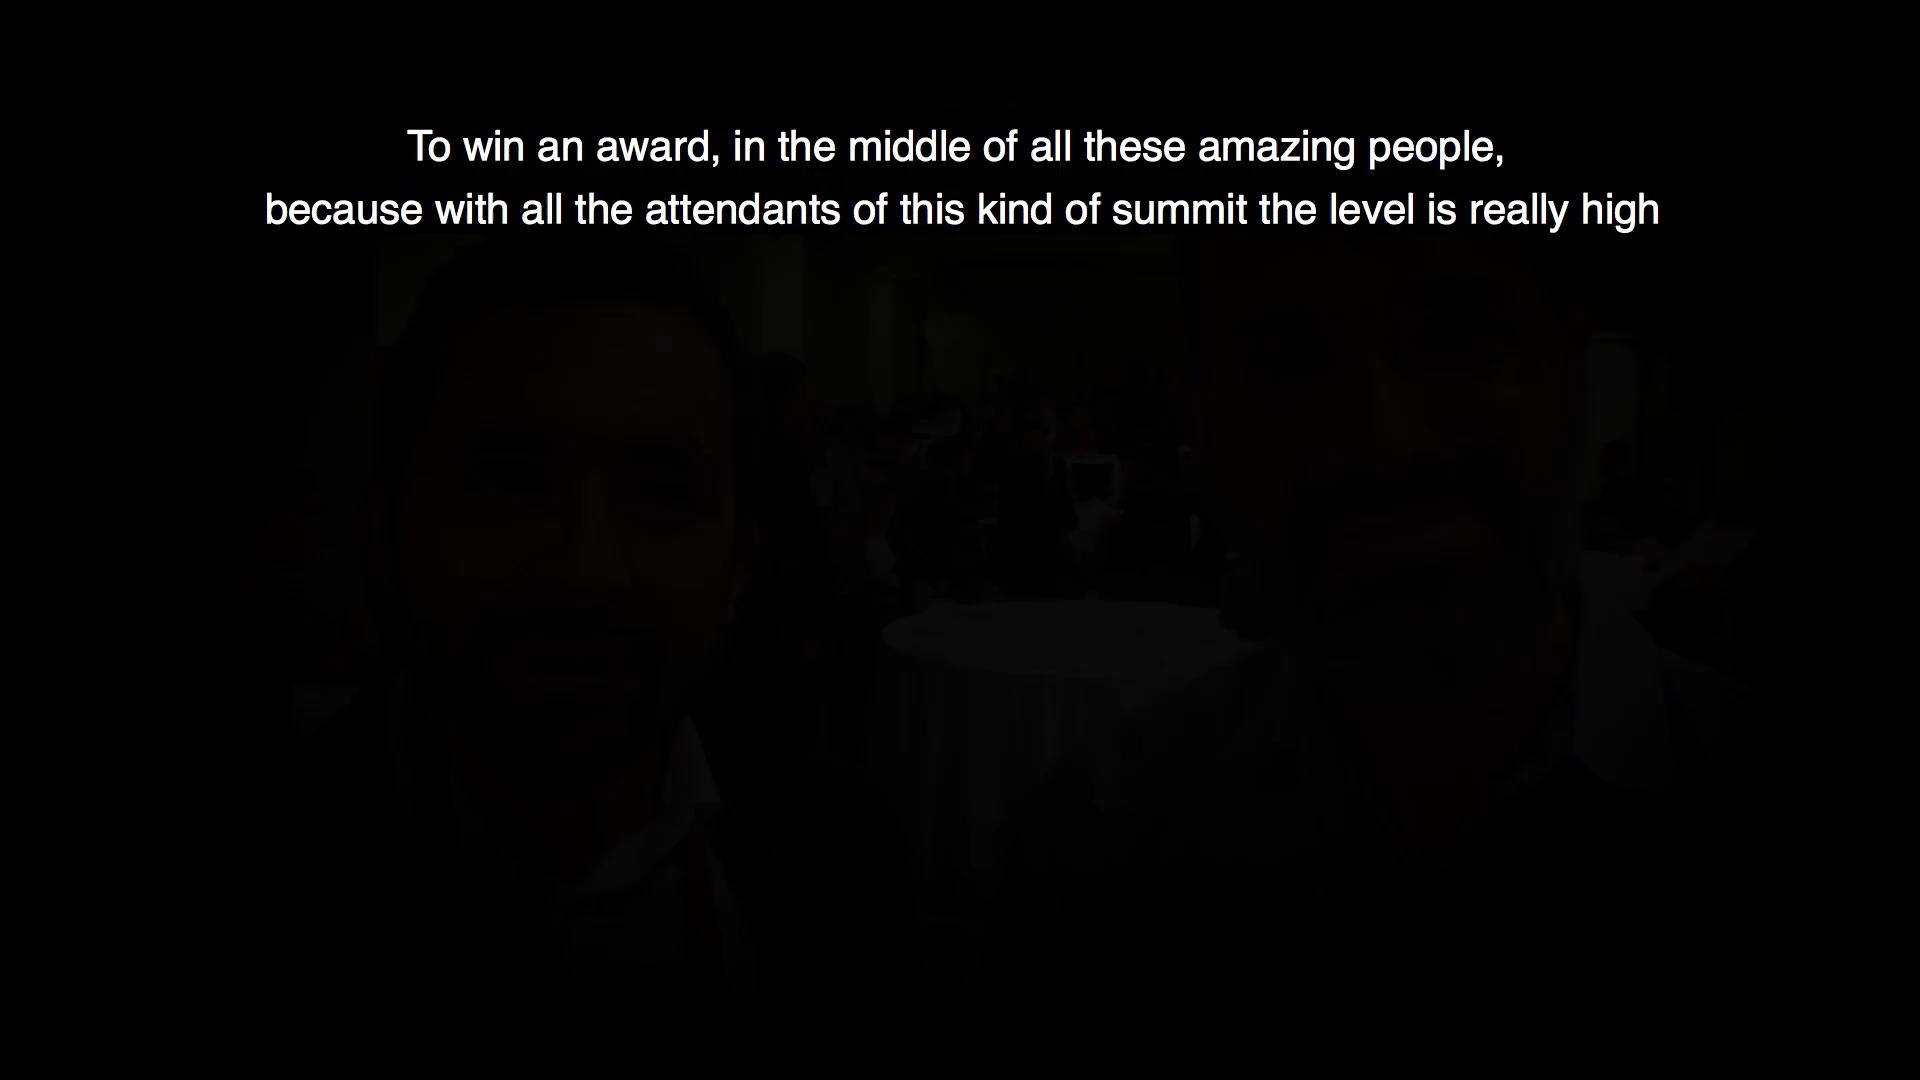 To win an award, in the middle of all these amazing people,
because with all the attendants of this kind of summit the level is really high